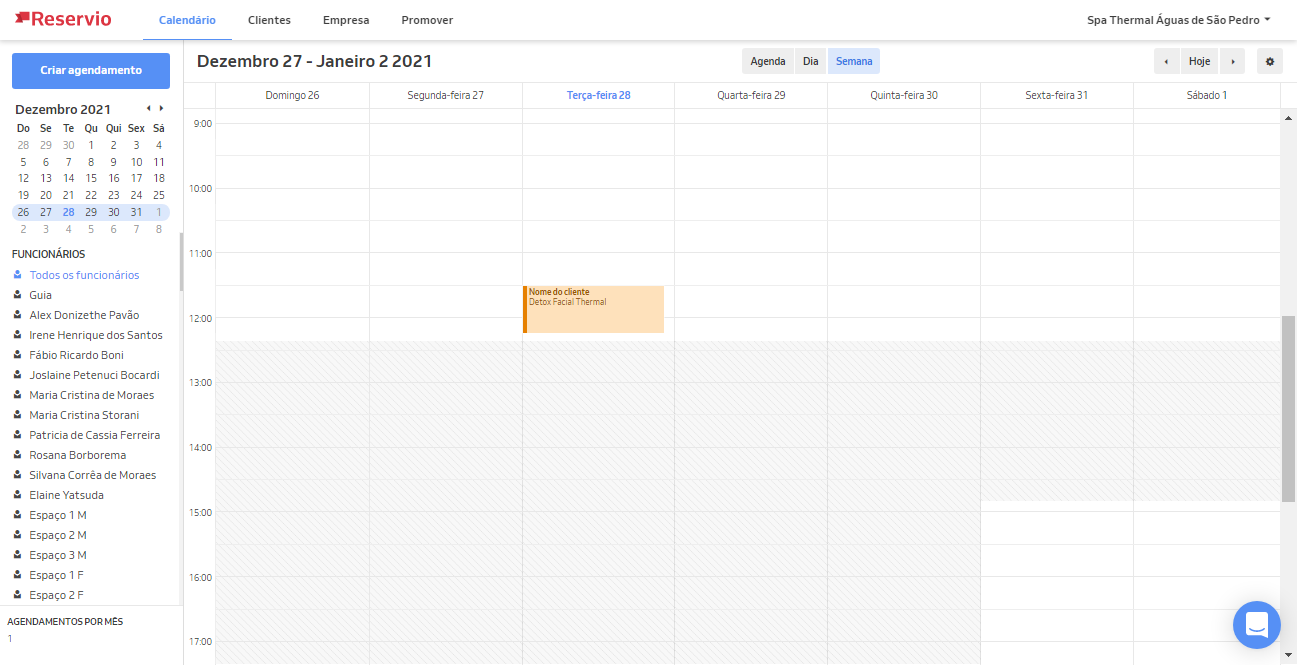 Reservio
Calendário Clientes Empresa Promover
Spa Thermal Águas de São Pedro
Criar agendamento
Dezembro 2021
Do Se Te Qu Qui Sex Sá
28 29 30 1 2 3 4
5 6 7 8 9 10 11
12 13 14 15 16 17 18
19 20 21 22 23 24 25
26 27 28 29 30 31 1
2 3 4 5 6 7 8
FUNCIONÁRIOS
Todos os funcionários
Guia
Alex Donizethe Pavão
Irene Henrique dos Santos
Fábio Ricardo Boni
Joslaine Petenuci Bocardi
Maria Cristina de Moraes
Maria Cristina Storani
Patricia de Cassia Ferreira
Rosana Borborema
Silvana Corrêa de Moraes
Elaine Yatsuda
Espaço 1 M
Espaço 2 M
Espaço 3 M
Espaço 1 F
Espaço 2 F
AGENDAMENTOS POR MÊS
1
Dezembro 27 - Janeiro 2 2021
Agenda Dia Semana
Hoje
Domingo 26 Segunda-feira 27 Terça-feira 28 Quarta-feira 29 Quinta-feira 30 Sexta-feira 31 Sábado 1
9:00
10:00
11:00
Nome do cliente
Detox Facial Thermal
12:00
13:00
14:00
15:00
16:00
17:00